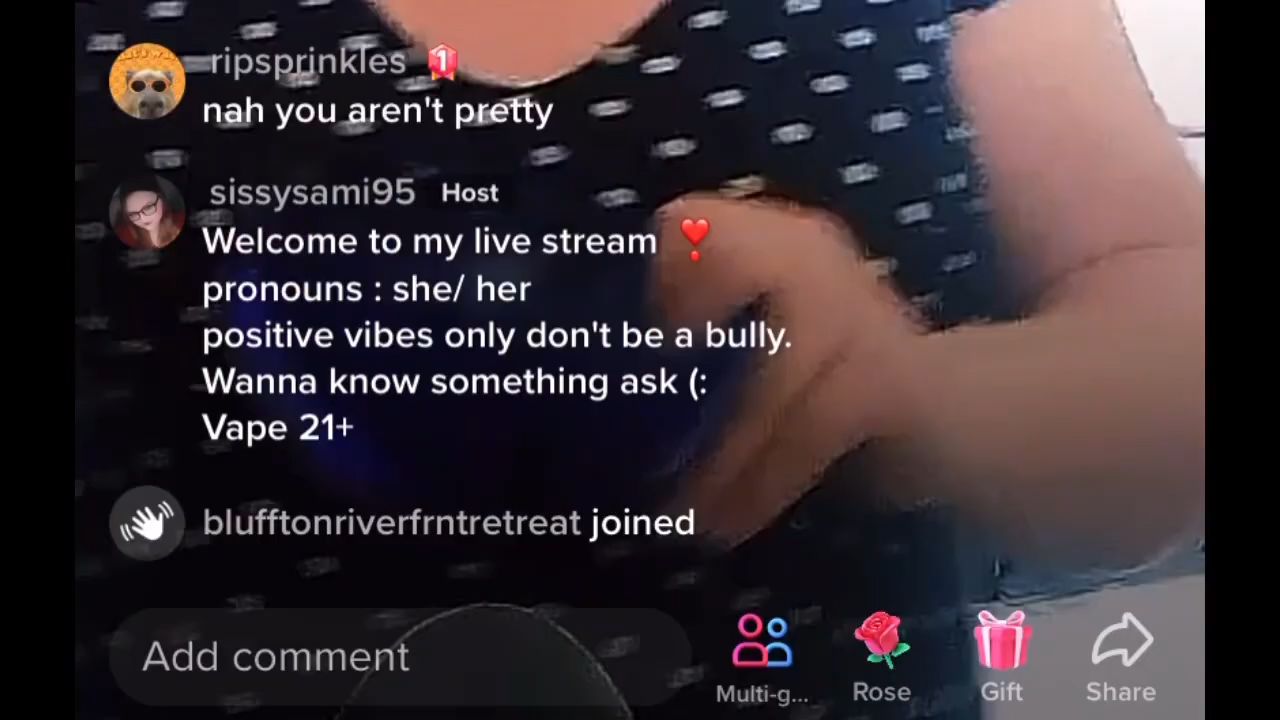 ripsprinkles 1
nah you aren't pretty
sissysami95 Host
Welcome to my live stream ❣️
pronouns : she/ her
positive vibes only don't be a bully.
Wanna know something ask (:
Vape 21+
blufftonriverfrntretreat joined
Add comment
Multi-g... Rose Gift Share